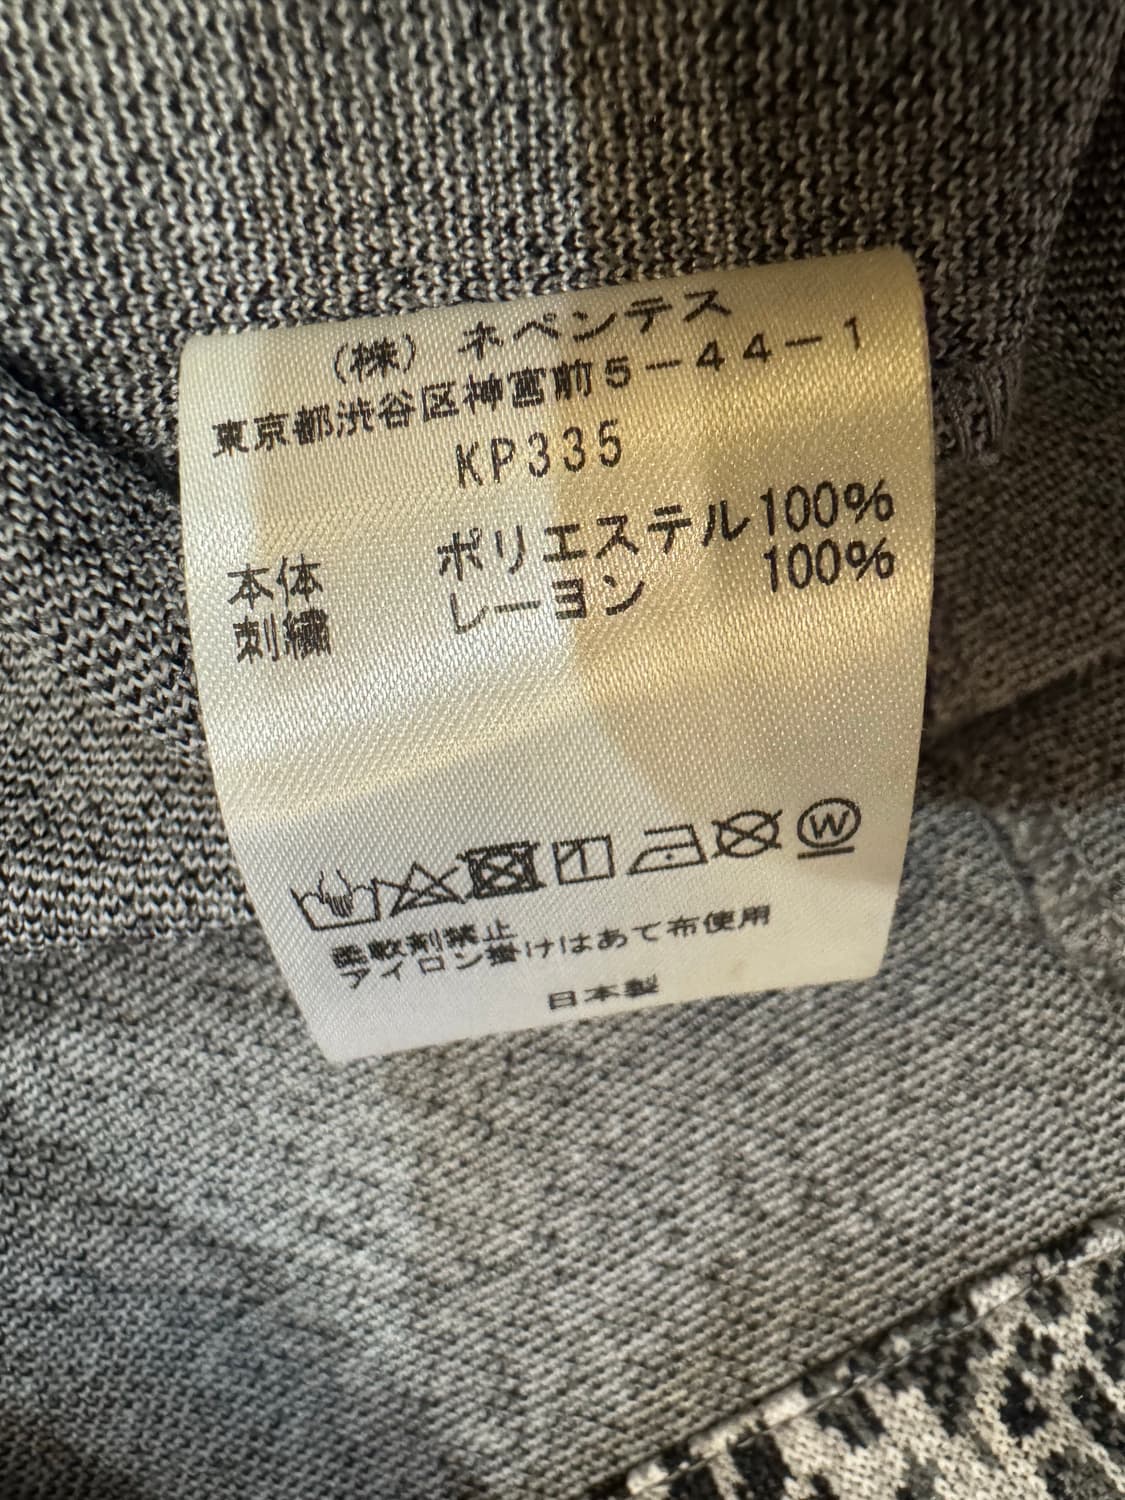 (株) ネペンテス
東京都渋谷区神宮前5-44-1
KP335
本体 ポリエステル100%
刺繍 レーヨン 100%
W
柔軟剤禁止
アイロン掛けはあて布使用
日本製